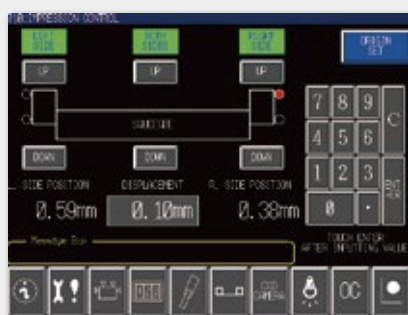 IMPRESSION CONTROL
LEFT SIDE
BOTH SIDES
RIGHT SIDE
ORIGIN SET
UP
UP
UP
7 8 9
C
4 5 6
DOWN
DOWN
DOWN
1 2 3
ENT
SIDE POSITION
DISPLACEMENT
R. SIDE POSITION
0.59mm
0.10mm
0.38mm
0 .
Message Box
TOUCH ENTER
AFTER INPUTTING VALUE
CAMERA
OC